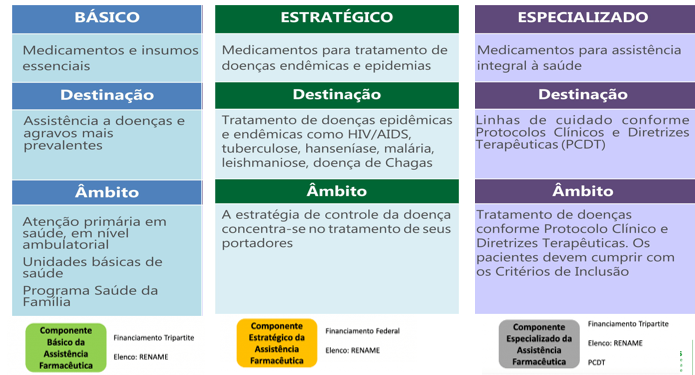 BÁSICO
Medicamentos e insumos
essenciais
Destinação
Assistência a doenças e
agravos mais
prevalentes
Âmbito
Atenção primária em
saúde, em nível
ambulatorial
Unidades básicas de
saúde
Programa Saúde da
Família
Componente
Básico da
Assistência
Farmacêutica
Financiamento Tripartite
Elenco: RENAME
ESTRATÉGICO
Medicamentos para tratamento de
doenças endêmicas e epidemias
Destinação
Tratamento de doenças epidêmicas
e endêmicas como HIV/AIDS,
tuberculose, hanseníase, malária,
leishmaniose, doença de Chagas
Âmbito
A estratégia de controle da doença
concentra-se no tratamento de seus
portadores
Componente
Estratégico da
Assistência
Farmacêutica
Financiamento Federal
Elenco: RENAME
ESPECIALIZADO
Medicamentos para assistência
integral à saúde
Destinação
Linhas de cuidado conforme
Protocolos Clínicos e Diretrizes
Terapêuticas (PCDT)
Âmbito
Tratamento de doenças
conforme Protocolo Clínico e
Diretrizes Terapêuticas. Os
pacientes devem cumprir com
os Critérios de Inclusão
Componente
Especializado da
Assistência
Farmacêutica
Financiamento Tripartite
Elenco: RENAME
PCDT